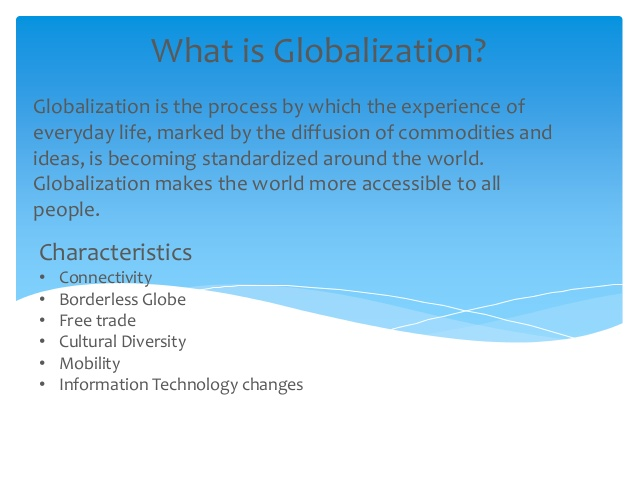 What is Globalization?
Globalization is the process by which the experience of
everyday life, marked by the diffusion of commodities and
ideas, is becoming standardized around the world.
Globalization makes the world more accessible to all
people.
Characteristics
• Connectivity
• Borderless Globe
• Free trade
• Cultural Diversity
• Mobility
• Information Technology changes